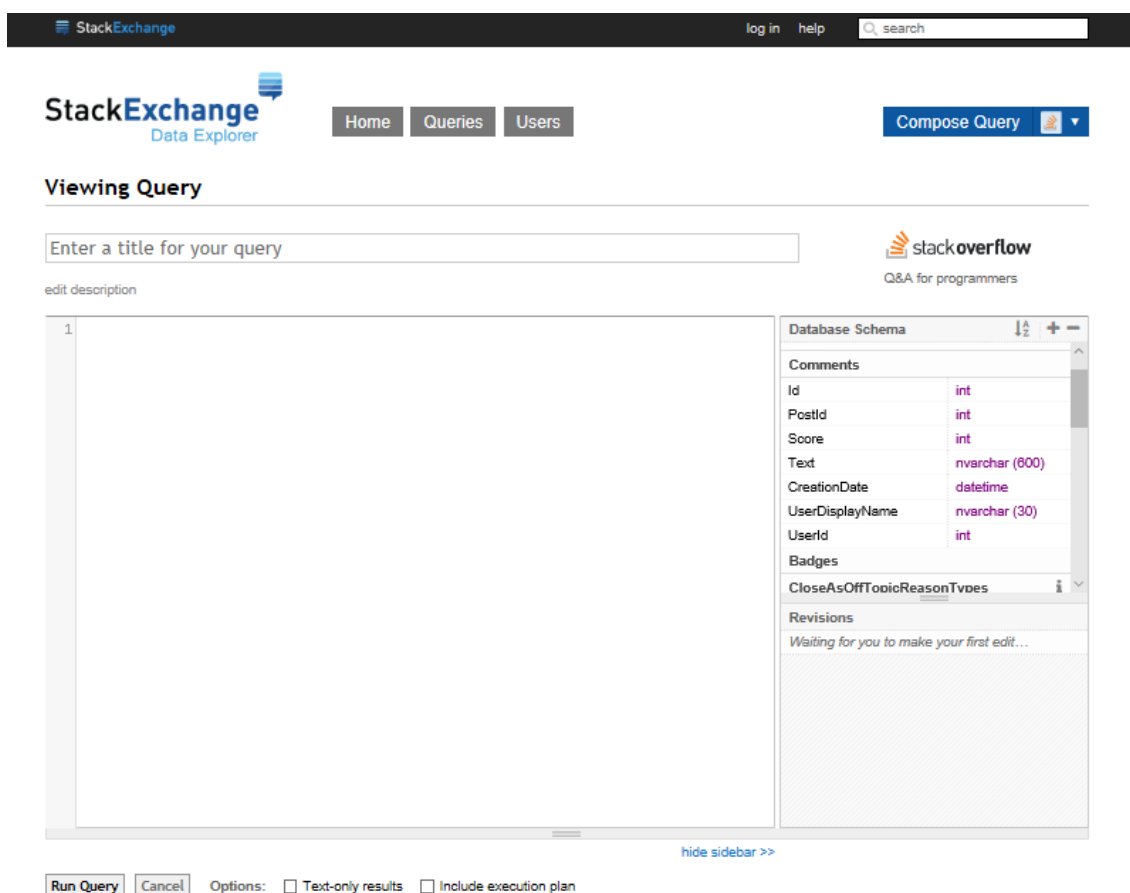 StackExchange log in help search
StackExchange
Data Explorer
Home Queries Users
Compose Query
Viewing Query
Enter a title for your query
stackoverflow
Q&A for programmers
edit description
1
Database Schema
Comments
Id int
PostId int
Score int
Text nvarchar (600)
CreationDate datetime
UserDisplayName nvarchar (30)
UserId int
Badges
CloseAsOffTopicReasonTypes
Revisions
Waiting for you to make your first edit...
hide sidebar >>
Run Query Cancel Options: Text-only results Include execution plan